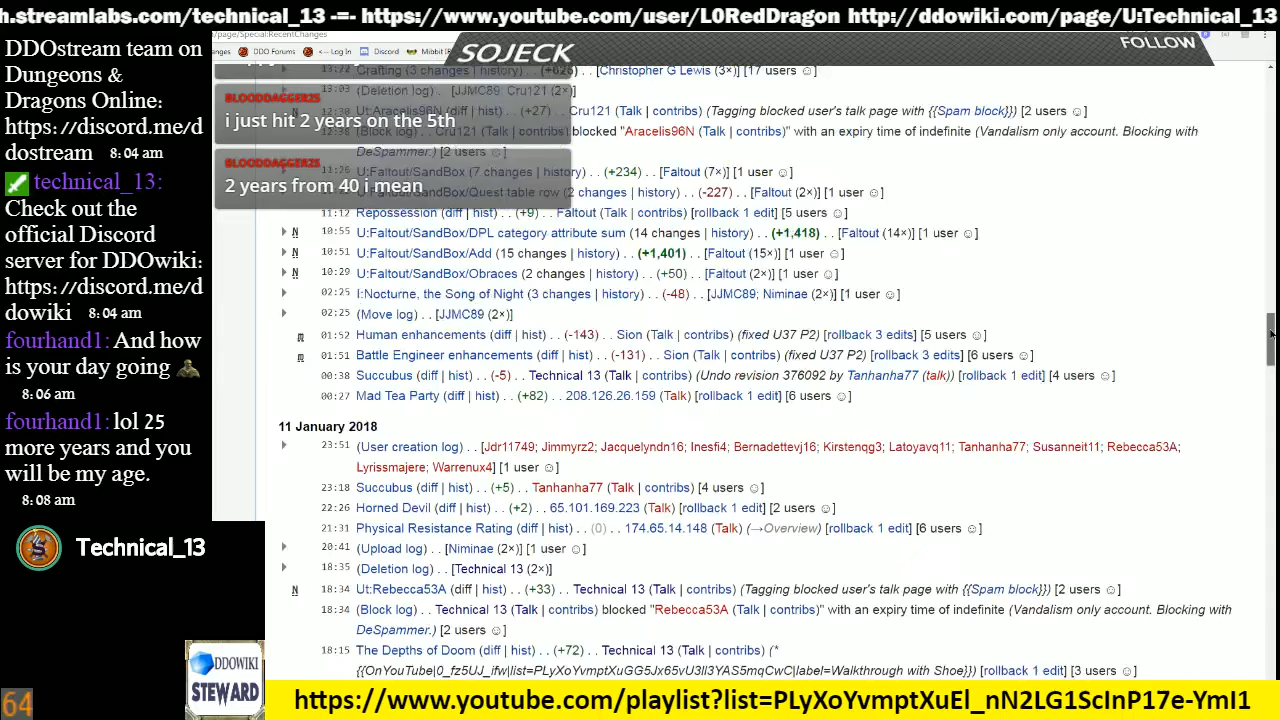 h.streamlabs.com/technical_13 -=- https://www.youtube.com/user/L0RedDragon http://ddowiki.com/page/U:Technical_13
/page/Special:RecentChanges
DDO Forums <-- Log In Discord
SOJECK
FOLLOW
DDOstream team on
Dungeons &
Dragons Online:
https://discord.me/d
dostream 8:04 am
technical_13:
Check out the
official Discord
server for DDOwiki:
https://discord.me/d
dowiki 8:04 am
fourhand1: And how
is your day going
8:06 am
fourhand1: lol 25
more years and you
will be my age.
8:08 am
Technical_13
DDOWIKI
STEWARD
64
BLOODDAGGER25
i just hit 2 years on the 5th
BLOODDAGGER25
2 years from 40 i mean
13:22 Crafting (3 changes | history) . . (+626) . . [Christopher G Lewis (3×)] [17 users ☺]
13:03 (Deletion log) . . [JJMC89; Cru121 (2×)]
N 12:38 Ut:Aracelis96N (diff | hist) . . (+27) . . Cru121 (Talk | contribs) (Tagging blocked user's talk page with {{Spam block}}) [2 users ☺]
12:38 (Block log) . . Cru121 (Talk | contribs) blocked "Aracelis96N (Talk | contribs)" with an expiry time of indefinite (Vandalism only account. Blocking with
DeSpammer.) [2 users ☺]
11:26 U:Faltout/SandBox (7 changes | history) . . (+234) . . [Faltout (7×)] [1 user ☺]
U:Faltout/SandBox/Quest table row (2 changes | history) . . (-227) . . [Faltout (2×)] [1 user ☺]
11:12 Repossession (diff | hist) . . (+9) . . Faltout (Talk | contribs) [rollback 1 edit] [5 users ☺]
N 10:55 U:Faltout/SandBox/DPL category attribute sum (14 changes | history) . . (+1,418) . . [Faltout (14×)] [1 user ☺]
N 10:51 U:Faltout/SandBox/Add (15 changes | history) . . (+1,401) . . [Faltout (15×)] [1 user ☺]
N 10:29 U:Faltout/SandBox/Obraces (2 changes | history) . . (+50) . . [Faltout (2×)] [1 user ☺]
02:25 I:Nocturne, the Song of Night (3 changes | history) . . (-48) . . [JJMC89; Niminae (2×)] [1 user ☺]
02:25 (Move log) . . [JJMC89 (2×)]
m 01:52 Human enhancements (diff | hist) . . (-143) . . Sion (Talk | contribs) (fixed U37 P2) [rollback 3 edits] [5 users ☺]
m 01:51 Battle Engineer enhancements (diff | hist) . . (-131) . . Sion (Talk | contribs) (fixed U37 P2) [rollback 3 edits] [6 users ☺]
00:38 Succubus (diff | hist) . . (-5) . . Technical 13 (Talk | contribs) (Undo revision 376092 by Tanhanha77 (talk)) [rollback 1 edit] [4 users ☺]
00:27 Mad Tea Party (diff | hist) . . (+82) . . 208.126.26.159 (Talk) [rollback 1 edit] [6 users ☺]
11 January 2018
23:51 (User creation log) . . [Jdr11749; Jimmyrz2; Jacquelyndn16; Inesfi4; Bernadettevj16; Kirstenqg3; Latoyavq11; Tanhanha77; Susanneit11; Rebecca53A;
Lyrissmajere; Warrenux4] [1 user ☺]
23:18 Succubus (diff | hist) . . (+5) . . Tanhanha77 (Talk | contribs) [4 users ☺]
22:26 Horned Devil (diff | hist) . . (+2) . . 65.101.169.223 (Talk) [rollback 1 edit] [2 users ☺]
21:31 Physical Resistance Rating (diff | hist) . . (0) . . 174.65.14.148 (Talk) (→Overview) [rollback 1 edit] [6 users ☺]
20:41 (Upload log) . . [Niminae (2×)] [1 user ☺]
18:35 (Deletion log) . . [Technical 13 (2×)]
N 18:34 Ut:Rebecca53A (diff | hist) . . (+33) . . Technical 13 (Talk | contribs) (Tagging blocked user's talk page with {{Spam block}}) [2 users ☺]
18:34 (Block log) . . Technical 13 (Talk | contribs) blocked "Rebecca53A (Talk | contribs)" with an expiry time of indefinite (Vandalism only account. Blocking with
DeSpammer.) [2 users ☺]
18:15 The Depths of Doom (diff | hist) . . (+72) . . Technical 13 (Talk | contribs) (*
{{OnYouTube|0_fz5UJ_ifw|list=PLyXoYvmptXuGG5Jx65vU3lI3YAS5mqCwC|label=Walkthrough with Shoe}}) [rollback 1 edit] [3 users ☺]
https://www.youtube.com/playlist?list=PLyXoYvmptXuEl_nN2LG1ScInP17e-YmI1